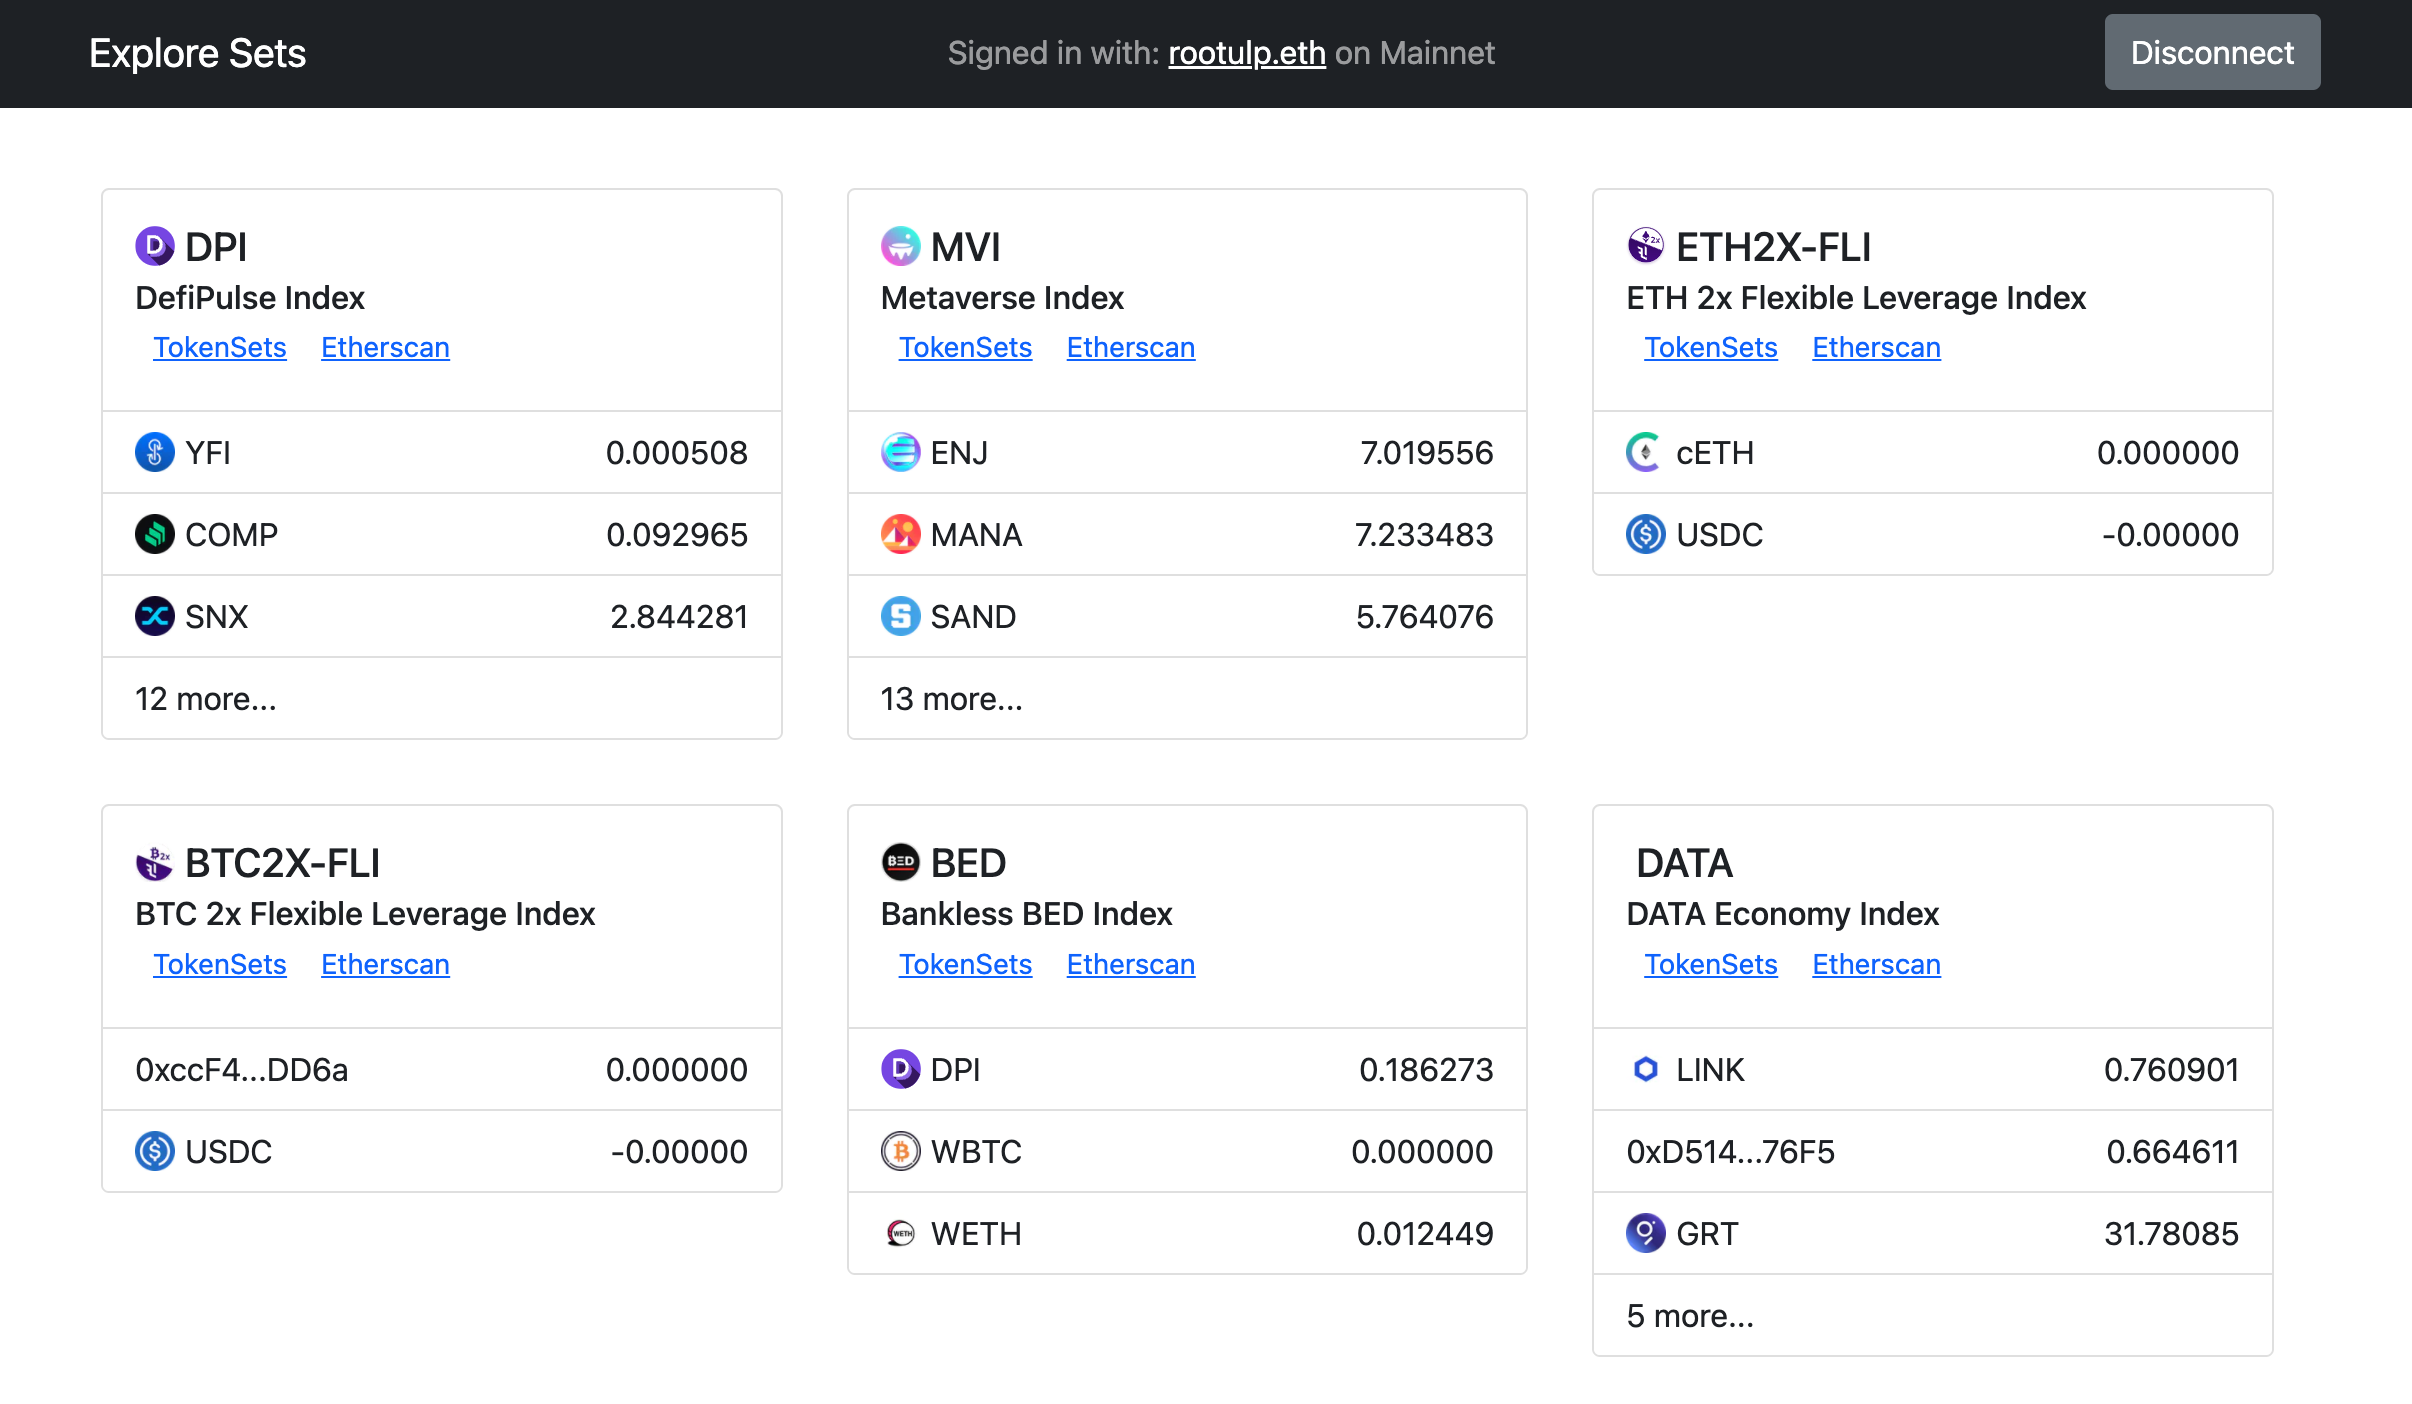 Explore Sets
Signed in with: rootulp.eth on Mainnet
Disconnect
DPI
DefiPulse Index
TokenSets Etherscan
YFI 0.000508
COMP 0.092965
SNX 2.844281
12 more...
MVI
Metaverse Index
TokenSets Etherscan
ENJ 7.019556
MANA 7.233483
SAND 5.764076
13 more...
ETH2X-FLI
ETH 2x Flexible Leverage Index
TokenSets Etherscan
cETH 0.000000
USDC -0.00000
BTC2X-FLI
BTC 2x Flexible Leverage Index
TokenSets Etherscan
0xccF4...DD6a 0.000000
USDC -0.00000
BED
BED
Bankless BED Index
TokenSets Etherscan
DPI 0.186273
WBTC 0.000000
WETH
WETH 0.012449
DATA
DATA Economy Index
TokenSets Etherscan
LINK 0.760901
0xD514...76F5 0.664611
GRT 31.78085
5 more...